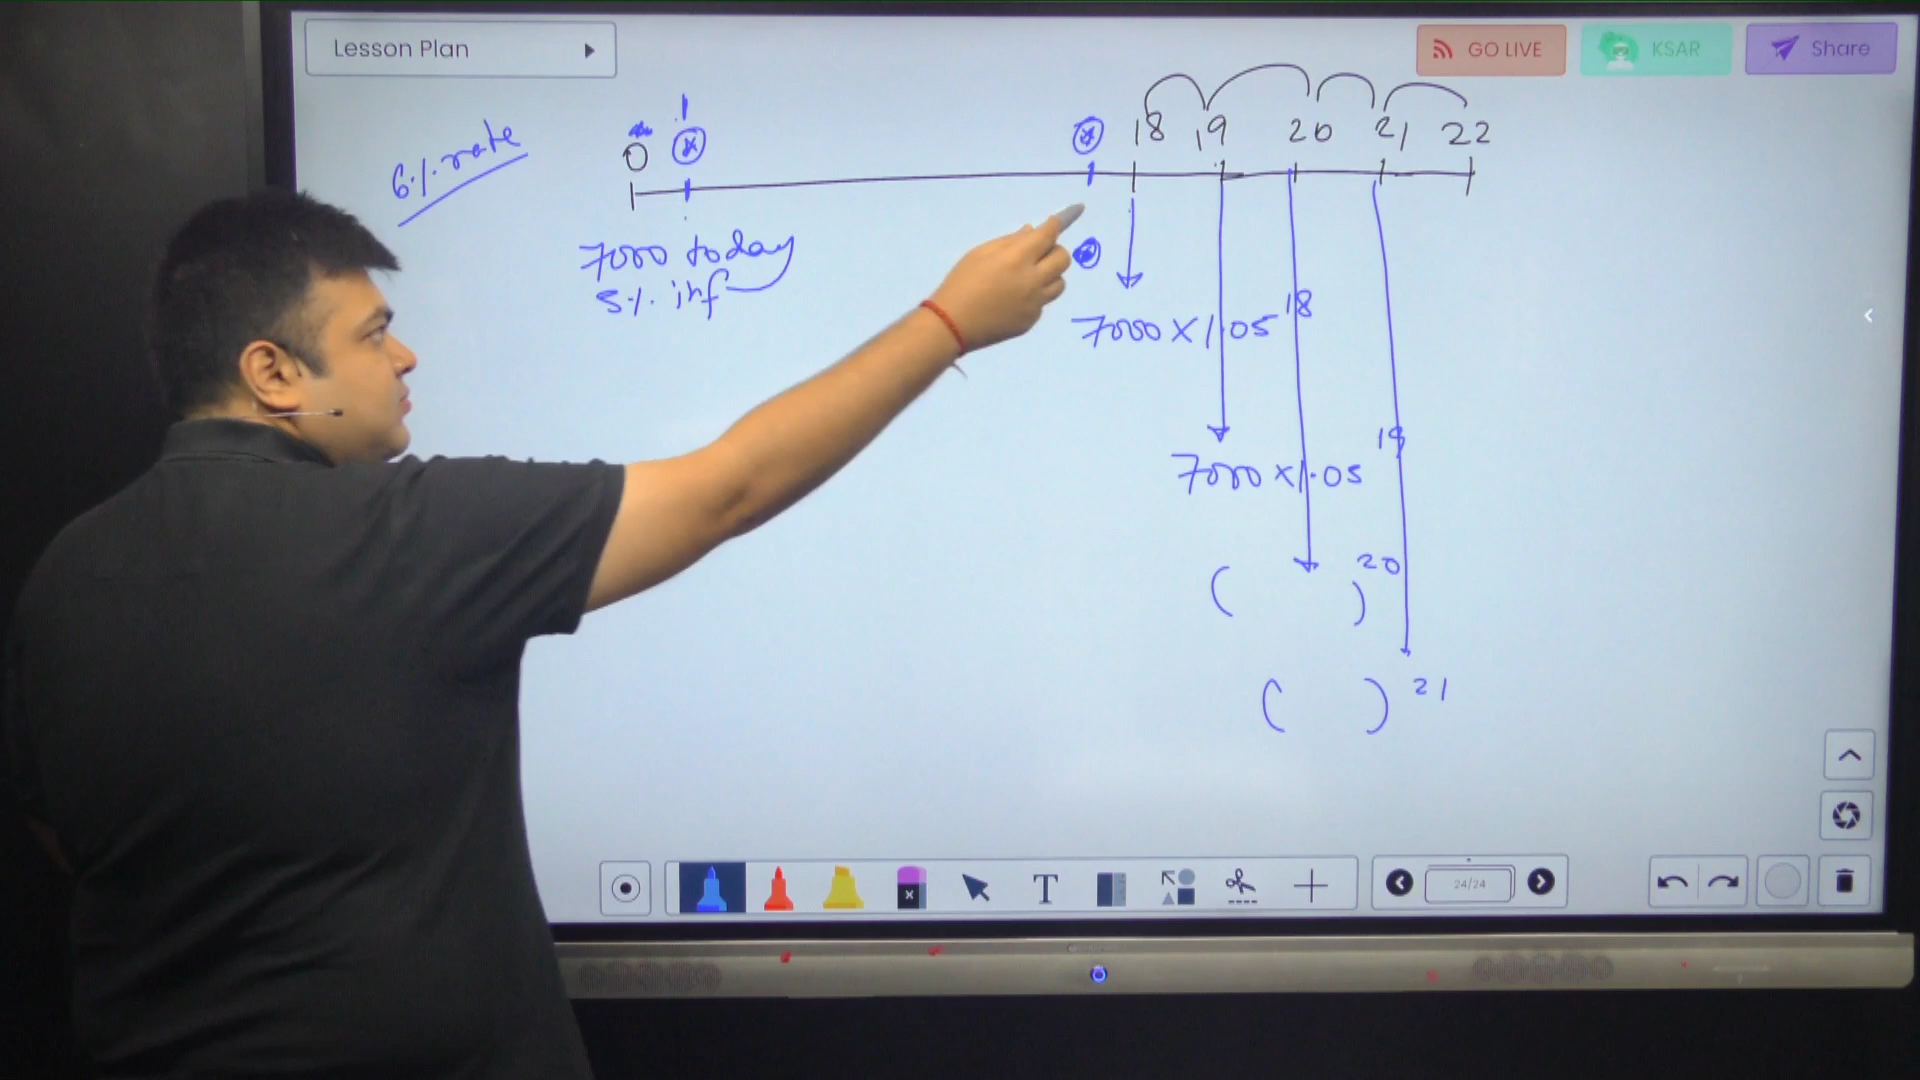 Lesson Plan
GO LIVE
KSAR
Share
6% rate
0
1
18 19 20 21 22
7000 today
5% inf
7000 × 1.05 18
7000 × 1.05 19
( ) 20
( ) 21
T
24/24